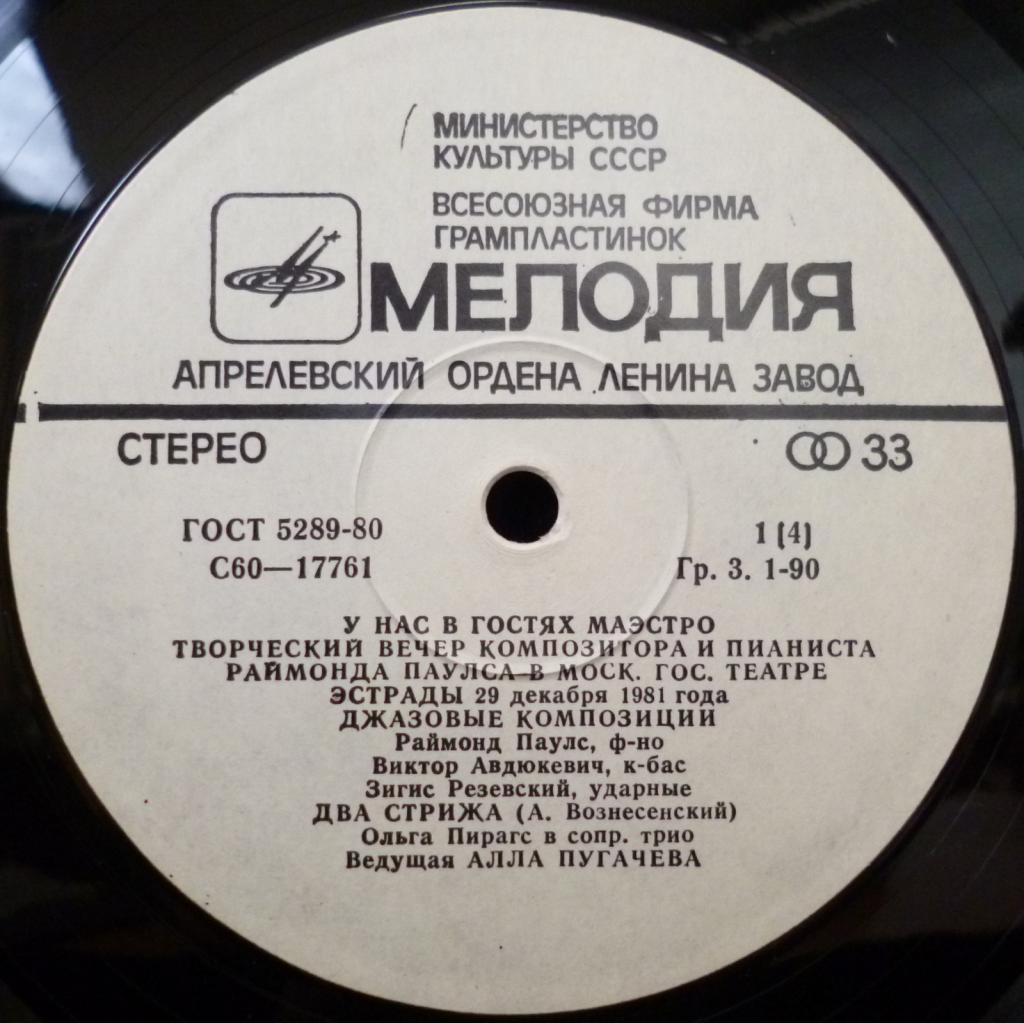 МИНИСТЕРСТВО
КУЛЬТУРЫ СССР
ВСЕСОЮЗНАЯ ФИРМА
ГРАМПЛАСТИНОК
МЕЛОДИЯ
АПРЕЛЕВСКИЙ ОРДЕНА ЛЕНИНА ЗАВОД
СТЕРЕО 33
ГОСТ 5289-80 1 (4)
С60—17761 Гр. 3. 1-90
У НАС В ГОСТЯХ МАЭСТРО
ТВОРЧЕСКИЙ ВЕЧЕР КОМПОЗИТОРА И ПИАНИСТА
РАЙМОНДА ПАУЛСА В МОСК. ГОС. ТЕАТРЕ
ЭСТРАДЫ 29 декабря 1981 года
ДЖАЗОВЫЕ КОМПОЗИЦИИ
Раймонд Паулс, ф-но
Виктор Авдюкевич, к-бас
Зигис Резевский, ударные
ДВА СТРИЖА (А. Вознесенский)
Ольга Пирагс в сопр. трио
Ведущая АЛЛА ПУГАЧЕВА